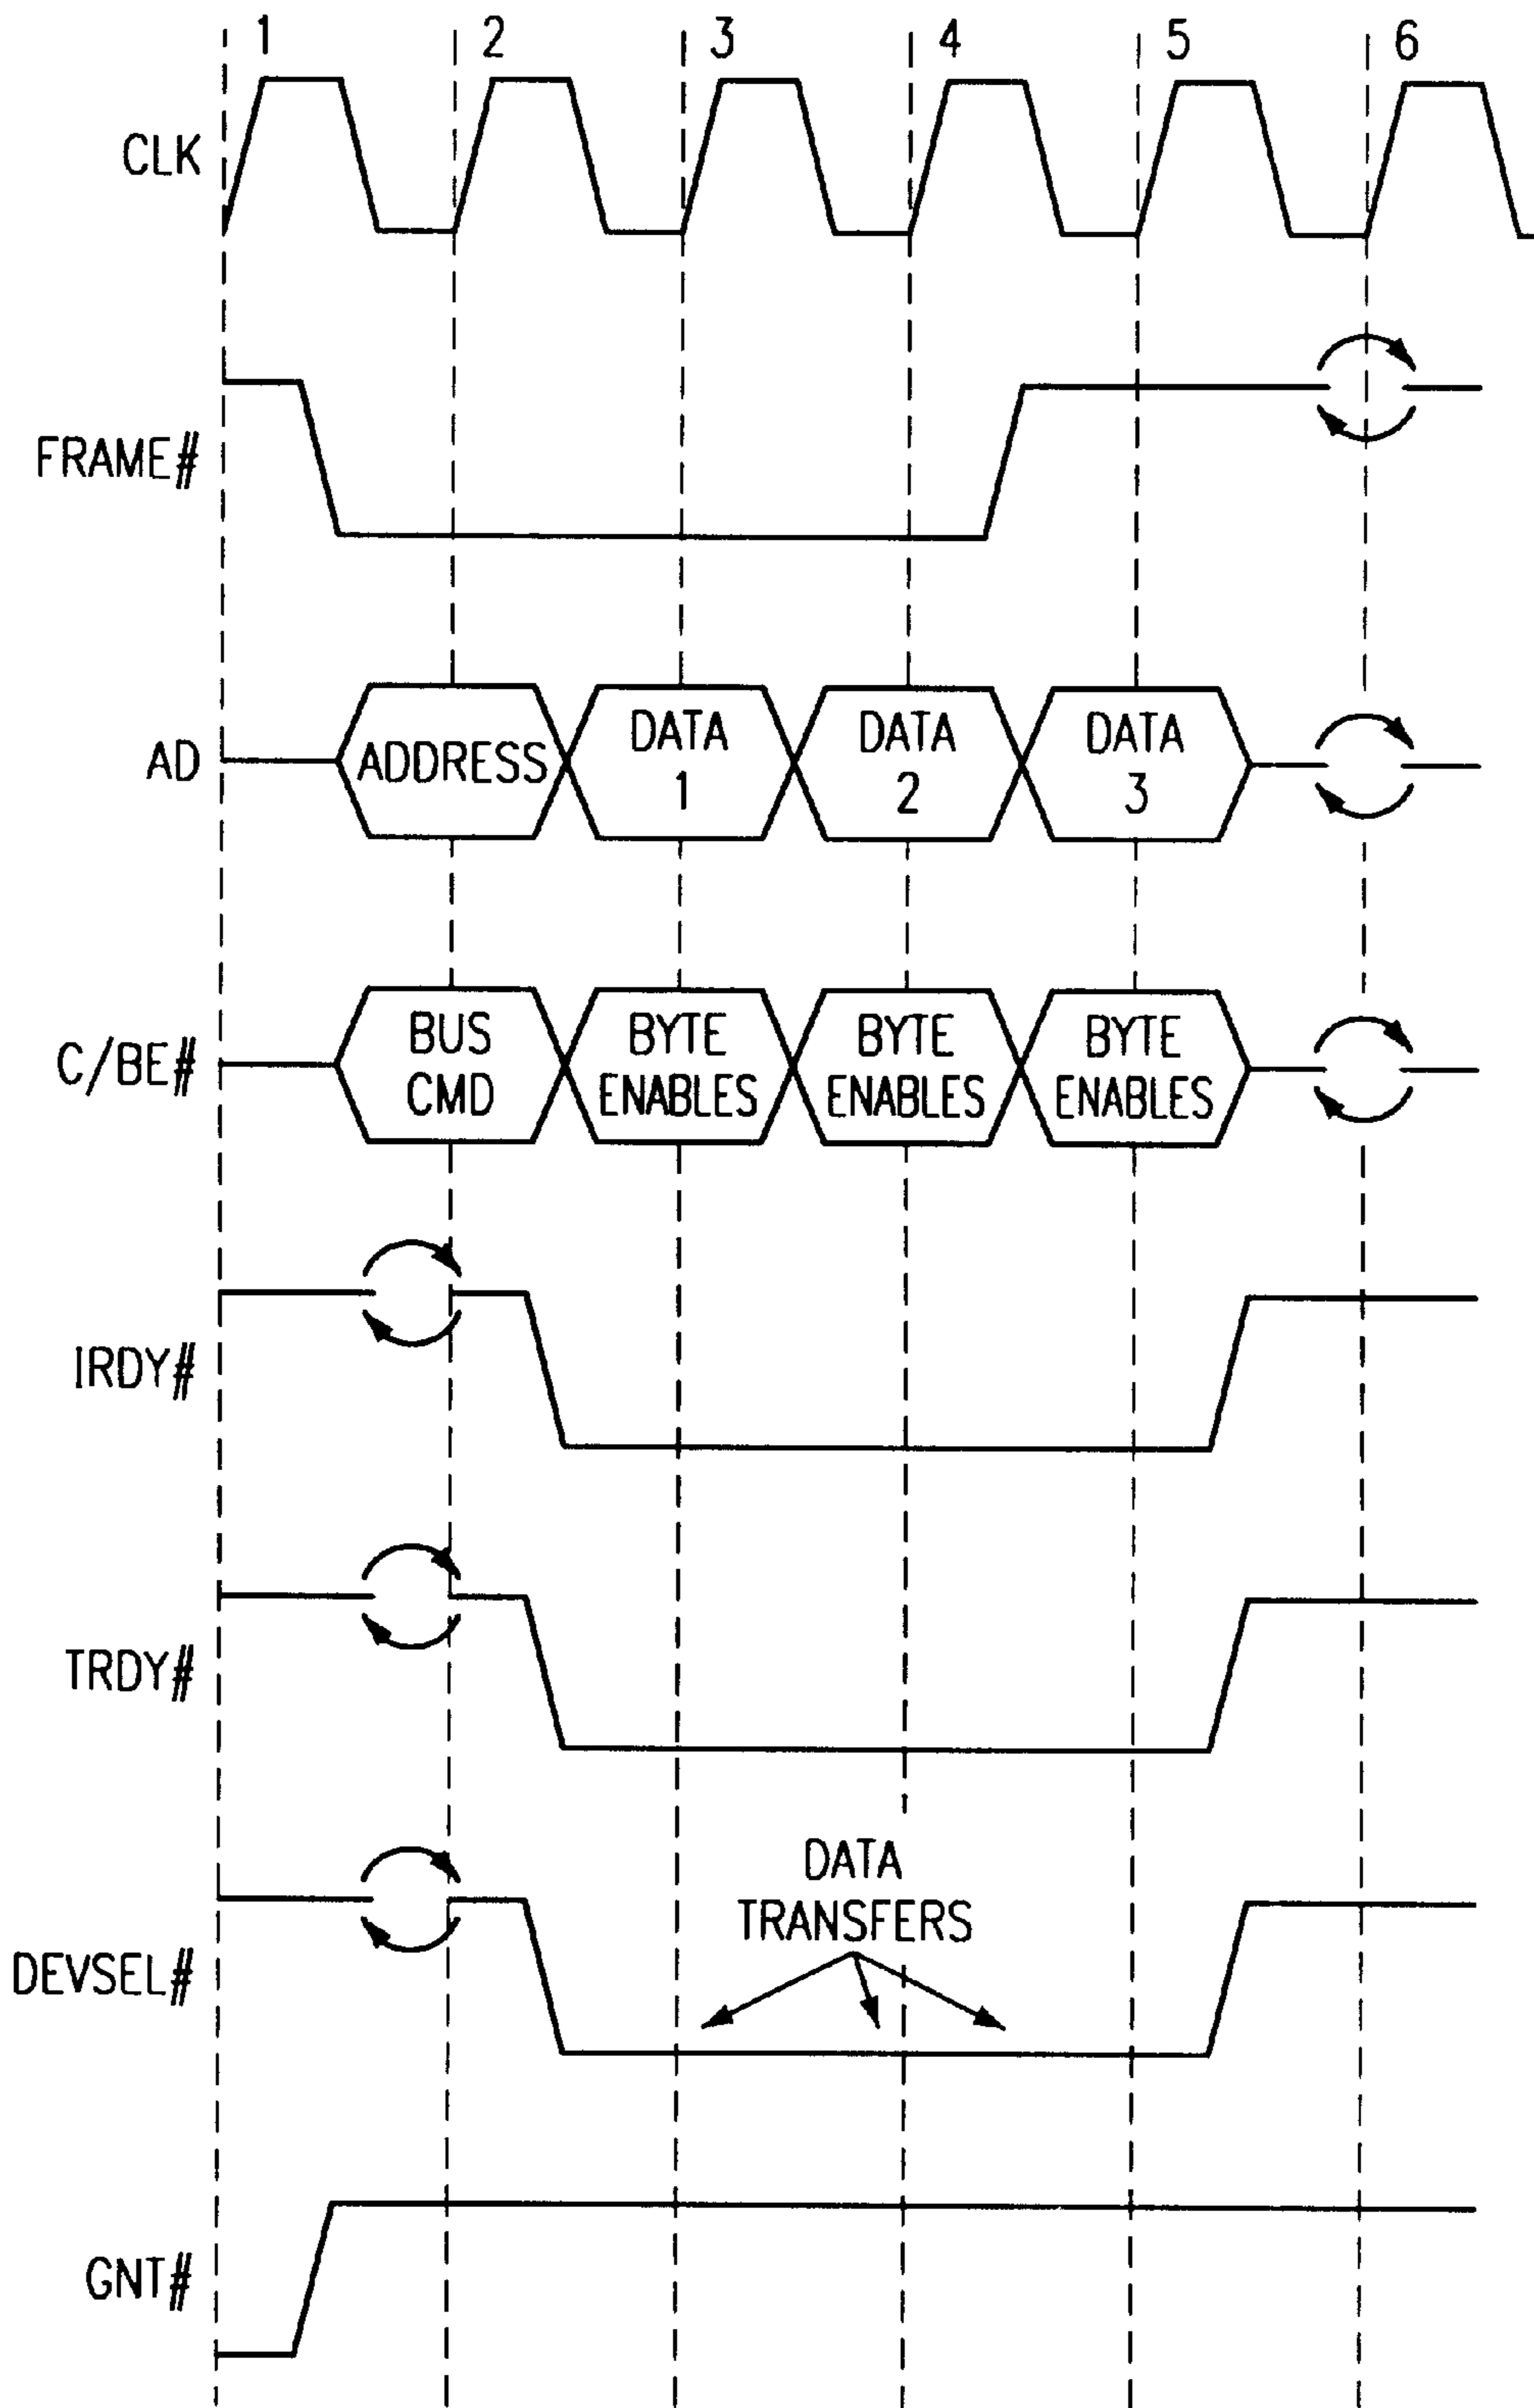 1 2 3 4 5 6
CLK
FRAME#
AD
ADDRESS
DATA
1
DATA
2
DATA
3
C/BE#
BUS
CMD
BYTE
ENABLES
BYTE
ENABLES
BYTE
ENABLES
IRDY#
TRDY#
DATA
TRANSFERS
DEVSEL#
GNT#